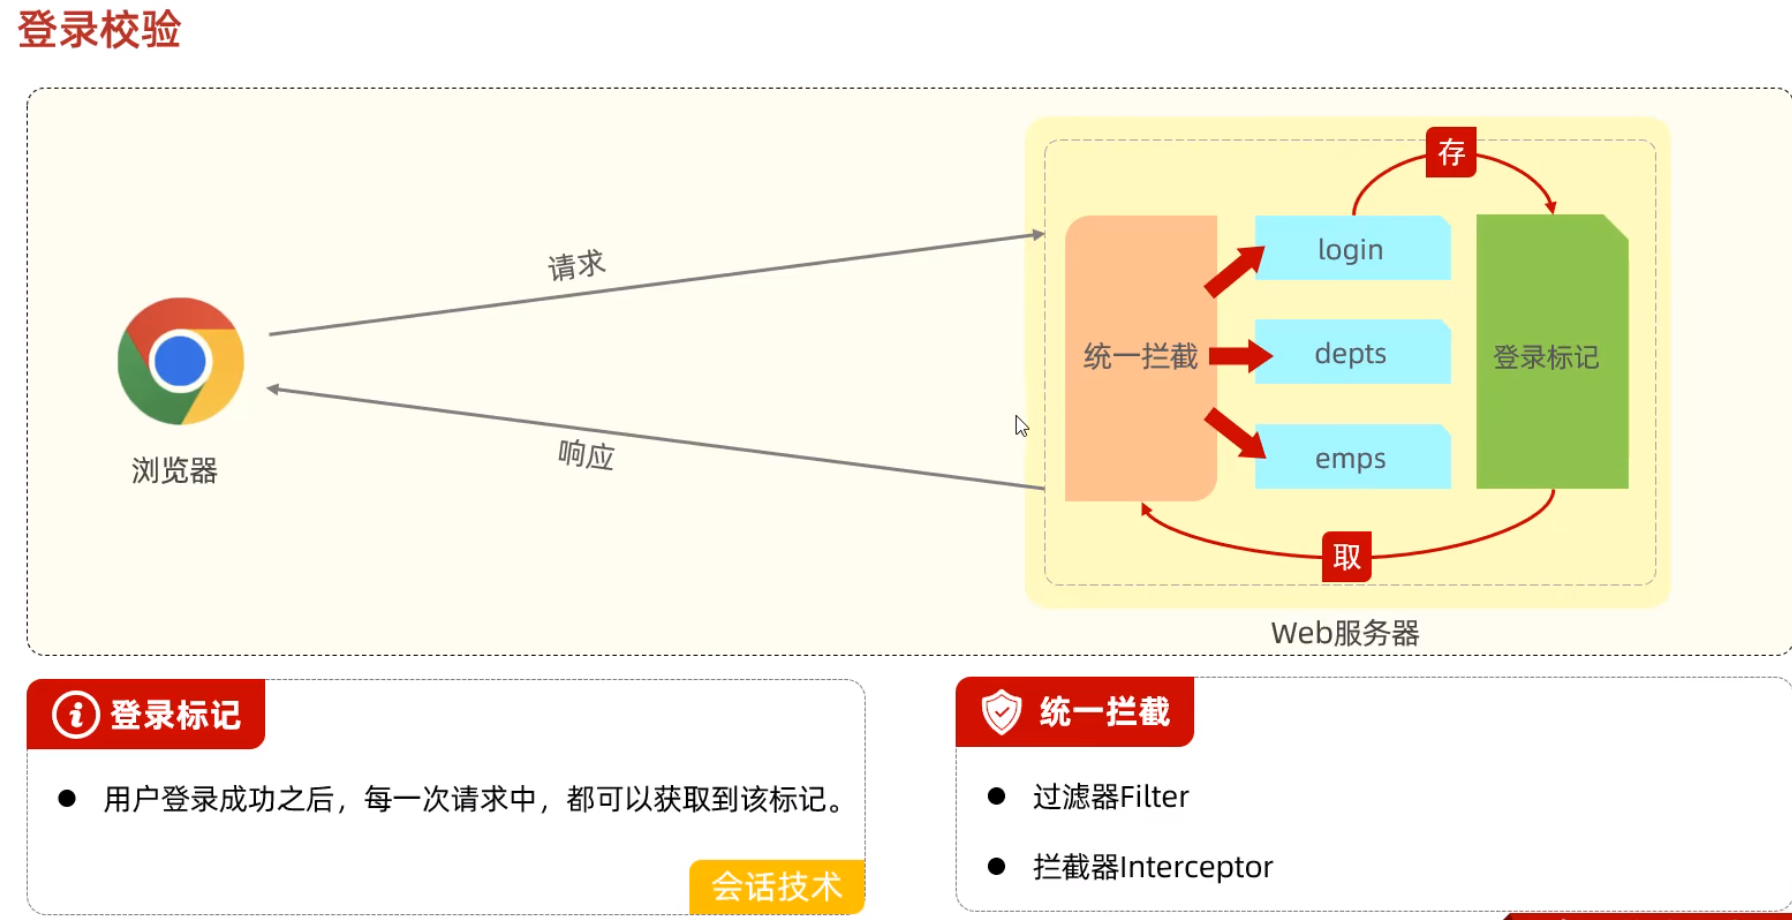 登录校验
请求
响应
浏览器
存
统一拦截
login
depts
emps
登录标记
取
Web服务器
登录标记
用户登录成功之后，每一次请求中，都可以获取到该标记。
会话技术
统一拦截
过滤器Filter
拦截器Interceptor